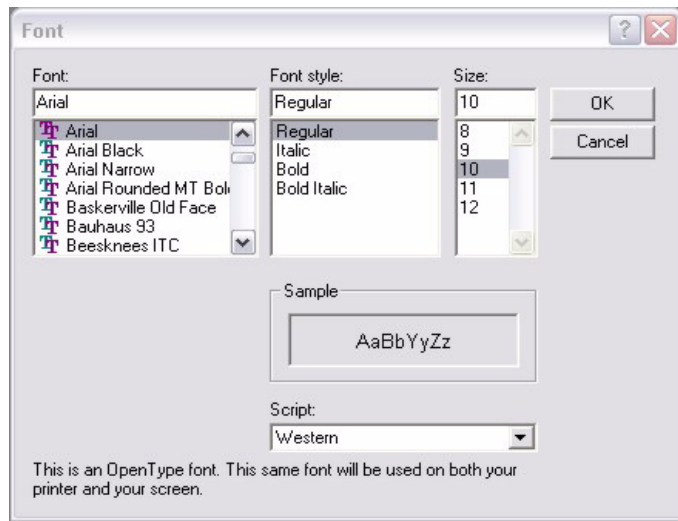 Font
Font:
Arial
Arial
Arial Black
Arial Narrow
Arial Rounded MT Bol
Baskerville Old Face
Bauhaus 93
Beesknees ITC
Font style:
Regular
Regular
Italic
Bold
Bold Italic
Size:
10
8
9
10
11
12
OK
Cancel
Sample
AaBbYyZz
Script:
Western
This is an OpenType font. This same font will be used on both your
printer and your screen.